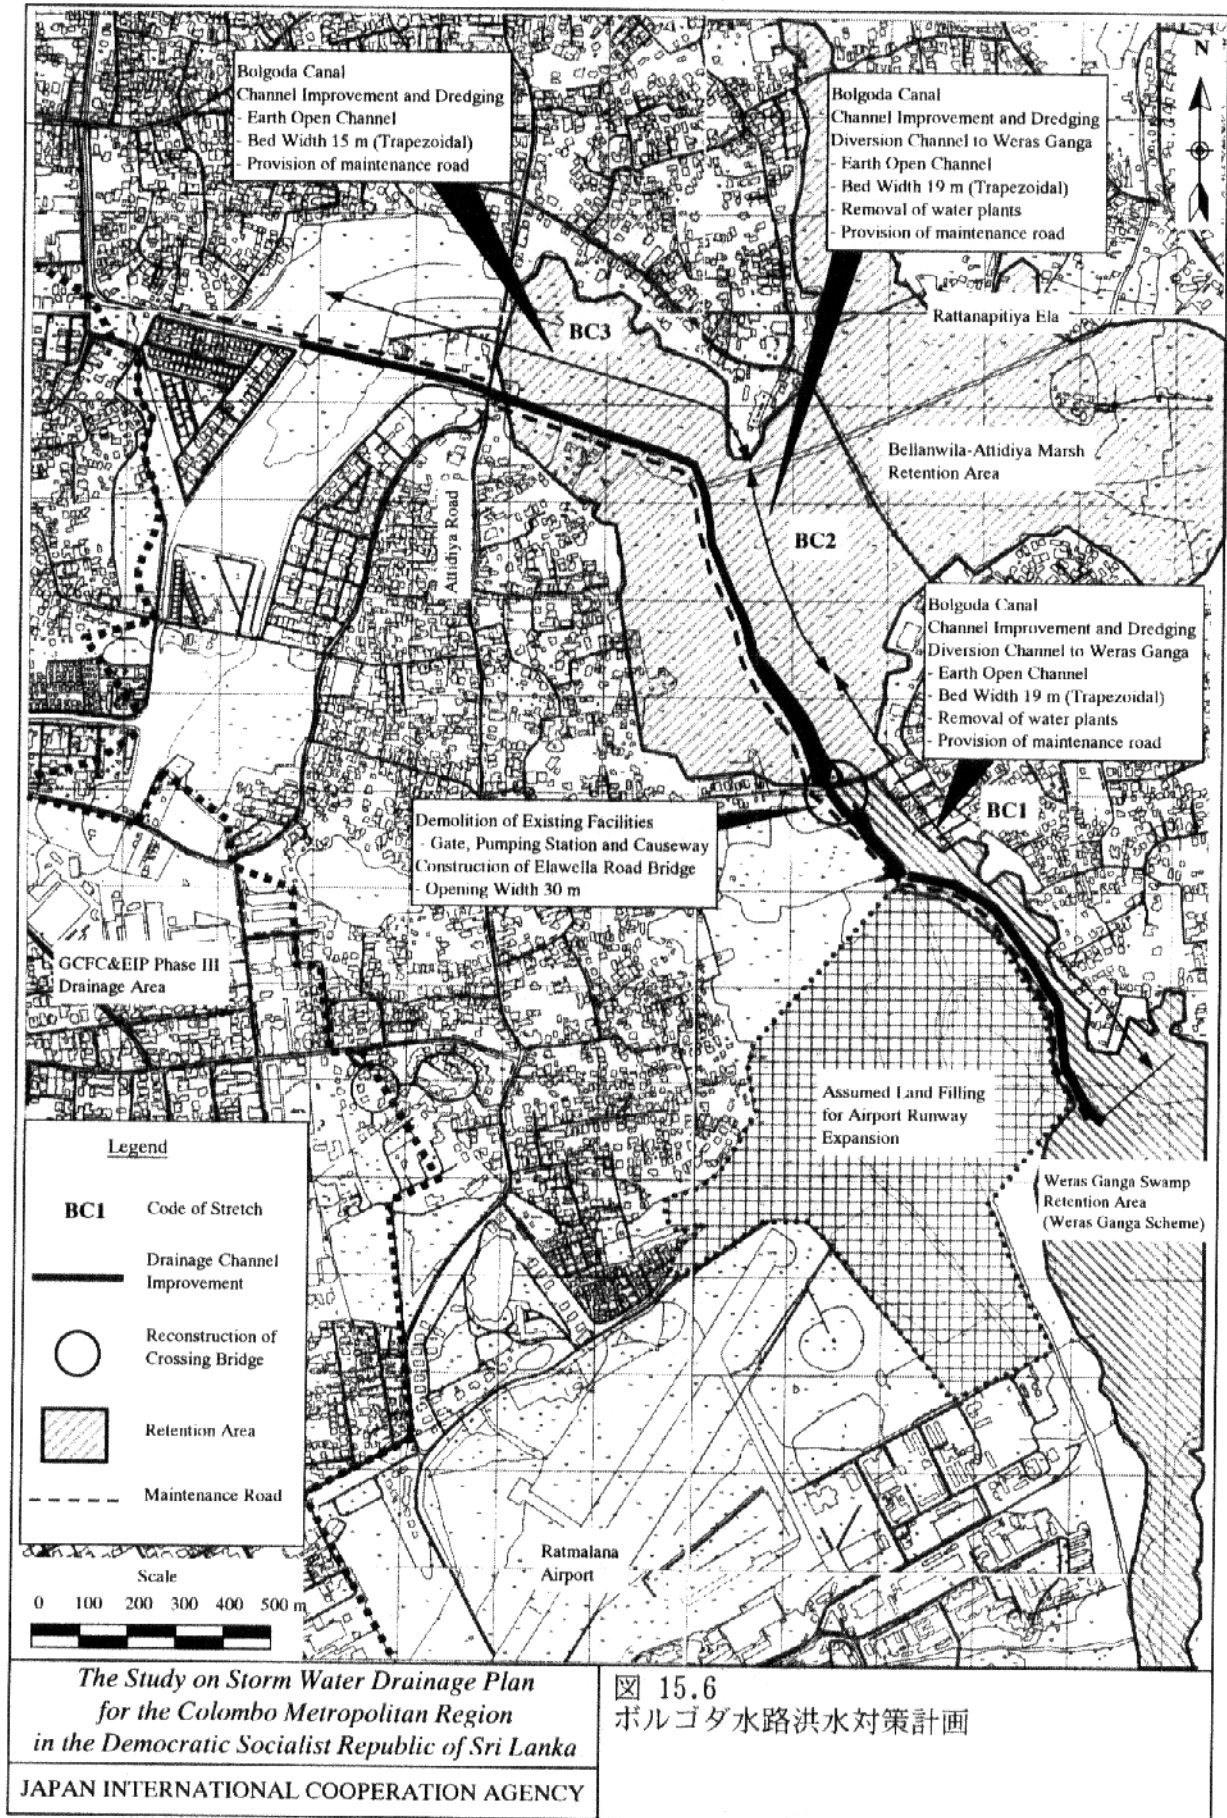 N
Bolgoda Canal
Channel Improvement and Dredging
- Earth Open Channel
- Bed Width 15 m (Trapezoidal)
- Provision of maintenance road
Bolgoda Canal
Channel Improvement and Dredging
Diversion Channel to Weras Ganga
- Earth Open Channel
- Bed Width 19 m (Trapezoidal)
- Removal of water plants
- Provision of maintenance road
BC3
Rattanapitiya Ela
Bellanwila-Attidiya Marsh
Retention Area
Attidiya Road
BC2
Bolgoda Canal
Channel Improvement and Dredging
Diversion Channel to Weras Ganga
- Earth Open Channel
- Bed Width 19 m (Trapezoidal)
- Removal of water plants
- Provision of maintenance road
BC1
Demolition of Existing Facilities
- Gate, Pumping Station and Causeway
Construction of Elawella Road Bridge
- Opening Width 30 m
GCFC&EIP Phase III
Drainage Area
Assumed Land Filling
for Airport Runway
Expansion
Weras Ganga Swamp
Retention Area
(Weras Ganga Scheme)
Ratmalana
Airport
Legend
BC1 Code of Stretch
Drainage Channel
Improvement
Reconstruction of
Crossing Bridge
Retention Area
Maintenance Road
Scale
0 100 200 300 400 500 m
The Study on Storm Water Drainage Plan
for the Colombo Metropolitan Region
in the Democratic Socialist Republic of Sri Lanka
JAPAN INTERNATIONAL COOPERATION AGENCY
図 15.6
ボルゴダ水路洪水対策計画